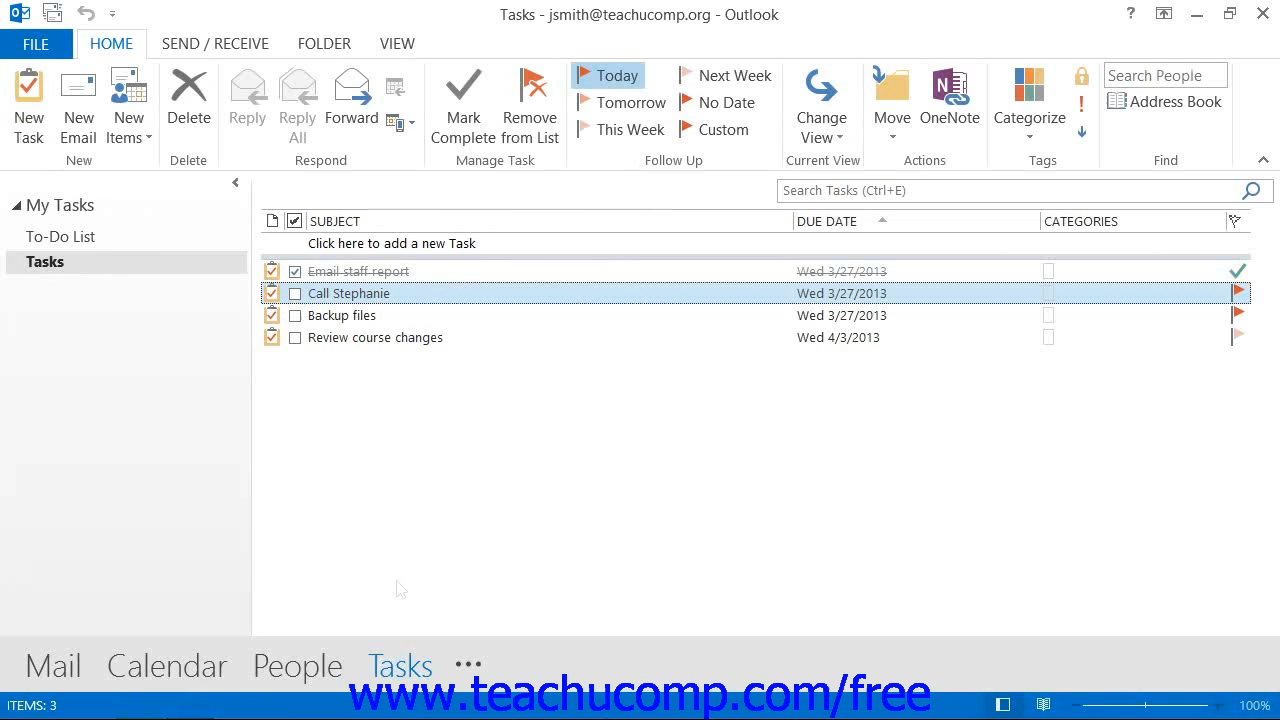 Tasks - jsmith@teachucomp.org - Outlook
?
FILE HOME SEND / RECEIVE FOLDER VIEW
New Task
New Email
New Items
New
Delete
Delete
Reply
Reply All
Forward
Respond
Mark Complete
Remove from List
Manage Task
Today
Tomorrow
This Week
Next Week
No Date
Custom
Follow Up
Change View
Current View
Move
OneNote
Actions
Categorize
Tags
Search People
Address Book
Find
My Tasks
To-Do List
Tasks
Search Tasks (Ctrl+E)
SUBJECT DUE DATE CATEGORIES
Click here to add a new Task
Email staff report Wed 3/27/2013
Call Stephanie Wed 3/27/2013
Backup files Wed 3/27/2013
Review course changes Wed 4/3/2013
Mail Calendar People Tasks •••
www.teachucomp.com/free
ITEMS: 3 100%